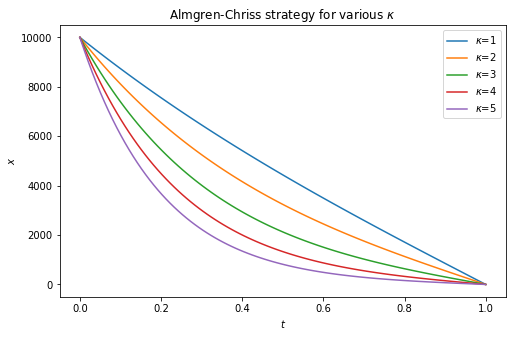 Almgren-Chriss strategy for various κ
10000
8000
6000
4000
2000
0
x
0.0 0.2 0.4 0.6 0.8 1.0
t
κ=1
κ=2
κ=3
κ=4
κ=5